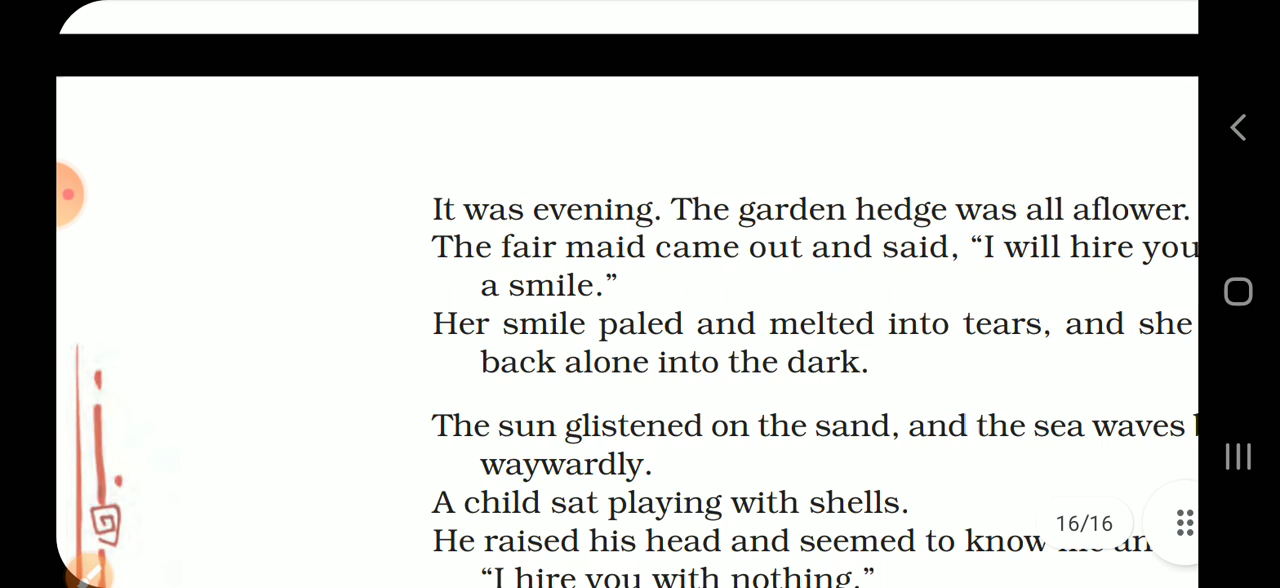 It was evening. The garden hedge was all aflower.
The fair maid came out and said, “I will hire you
a smile.”
Her smile paled and melted into tears, and she
back alone into the dark.
The sun glistened on the sand, and the sea waves
waywardly.
A child sat playing with shells.
He raised his head and seemed to know
“I hire you with nothing.”
16/16